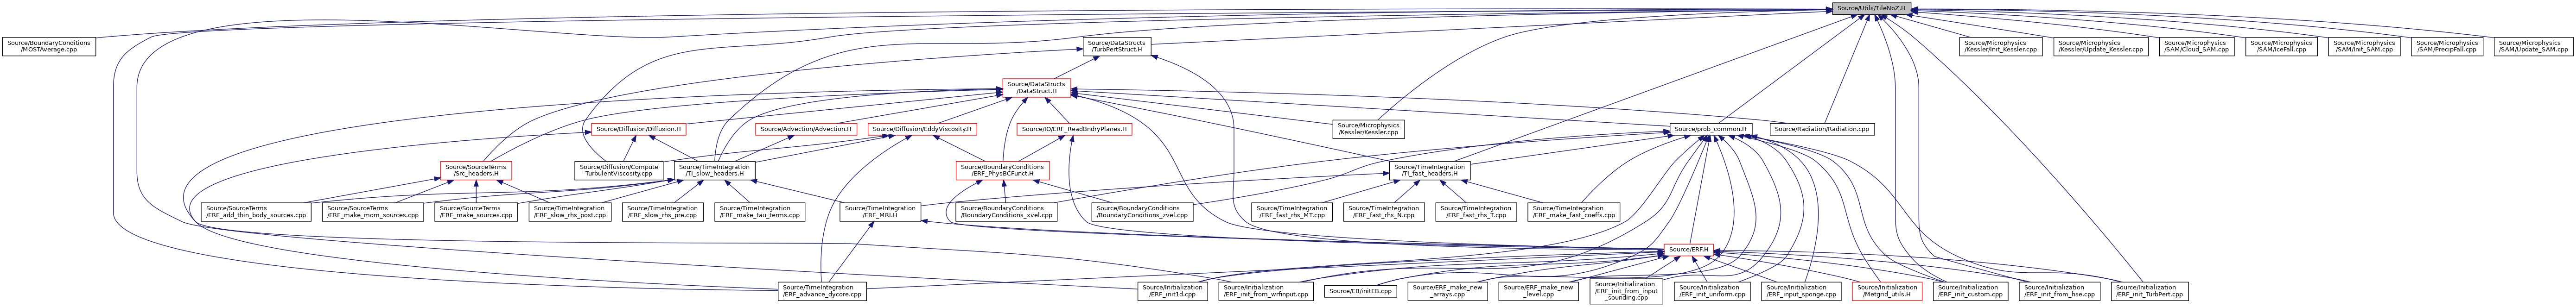 Source/Utils/TileNoZ.H
Source/BoundaryConditions
/MOSTAverage.cpp
Source/DataStructs
/TurbPertStruct.H
Source/Microphysics
/Kessler/Init_Kessler.cpp
Source/Microphysics
/Kessler/Update_Kessler.cpp
Source/Microphysics
/SAM/Cloud_SAM.cpp
Source/Microphysics
/SAM/IceFall.cpp
Source/Microphysics
/SAM/Init_SAM.cpp
Source/Microphysics
/SAM/PrecipFall.cpp
Source/Microphysics
/SAM/Update_SAM.cpp
Source/DataStructs
/DataStruct.H
Source/Diffusion/Diffusion.H
Source/Advection/Advection.H
Source/Diffusion/EddyViscosity.H
Source/IO/ERF_ReadBndryPlanes.H
Source/Microphysics
/Kessler/Kessler.cpp
Source/prob_common.H
Source/Radiation/Radiation.cpp
Source/SourceTerms
/Src_headers.H
Source/Diffusion/Compute
TurbulentViscosity.cpp
Source/TimeIntegration
/TI_slow_headers.H
Source/BoundaryConditions
/ERF_PhysBCFunct.H
Source/TimeIntegration
/TI_fast_headers.H
Source/SourceTerms
/ERF_add_thin_body_sources.cpp
Source/SourceTerms
/ERF_make_mom_sources.cpp
Source/SourceTerms
/ERF_make_sources.cpp
Source/TimeIntegration
/ERF_slow_rhs_post.cpp
Source/TimeIntegration
/ERF_slow_rhs_pre.cpp
Source/TimeIntegration
/ERF_make_tau_terms.cpp
Source/TimeIntegration
/ERF_MRI.H
Source/BoundaryConditions
/BoundaryConditions_xvel.cpp
Source/BoundaryConditions
/BoundaryConditions_zvel.cpp
Source/TimeIntegration
/ERF_fast_rhs_MT.cpp
Source/TimeIntegration
/ERF_fast_rhs_N.cpp
Source/TimeIntegration
/ERF_fast_rhs_T.cpp
Source/TimeIntegration
/ERF_make_fast_coeffs.cpp
Source/ERF.H
Source/TimeIntegration
/ERF_advance_dycore.cpp
Source/Initialization
/ERF_init1d.cpp
Source/Initialization
/ERF_init_from_wrfinput.cpp
Source/EB/initEB.cpp
Source/ERF_make_new
_arrays.cpp
Source/ERF_make_new
_level.cpp
Source/Initialization
/ERF_init_from_input
_sounding.cpp
Source/Initialization
/ERF_init_uniform.cpp
Source/Initialization
/ERF_input_sponge.cpp
Source/Initialization
/Metgrid_utils.H
Source/Initialization
/ERF_init_custom.cpp
Source/Initialization
/ERF_init_from_hse.cpp
Source/Initialization
/ERF_init_TurbPert.cpp